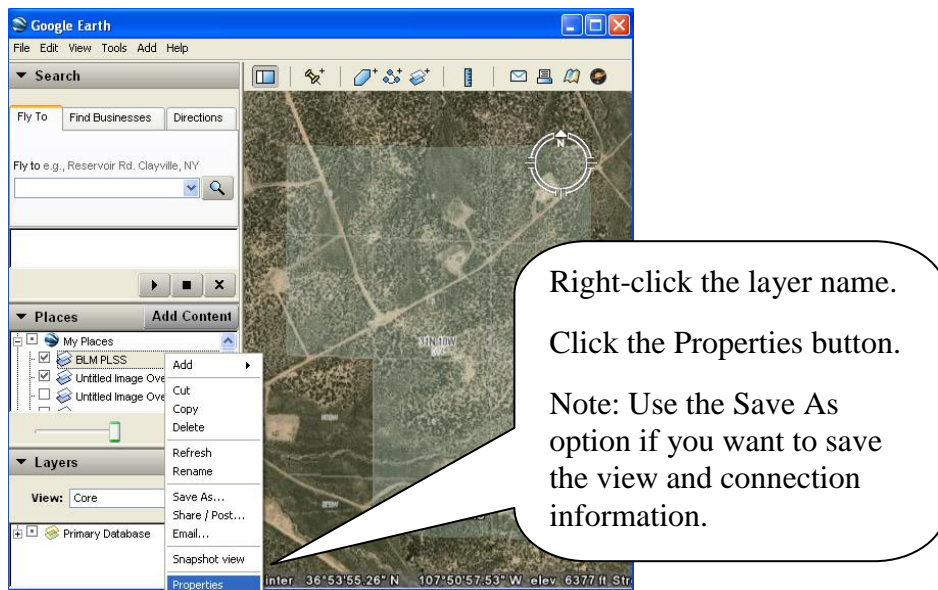 Google Earth
File Edit View Tools Add Help
Search
Fly To Find Businesses Directions
Fly to e.g., Reservoir Rd. Clayville, NY
Places Add Content
My Places
BLM PLSS
Untitled Image Ove
Untitled Image Ove
Add
Cut
Copy
Delete
Refresh
Rename
Save As...
Share / Post...
Email...
Snapshot view
Properties
Layers
View: Core
Primary Database
N
31N 10W
inter 36°53'55.26" N 107°50'57.53" W elev 6377 ft Str
Right-click the layer name.
Click the Properties button.
Note: Use the Save As
option if you want to save
the view and connection
information.